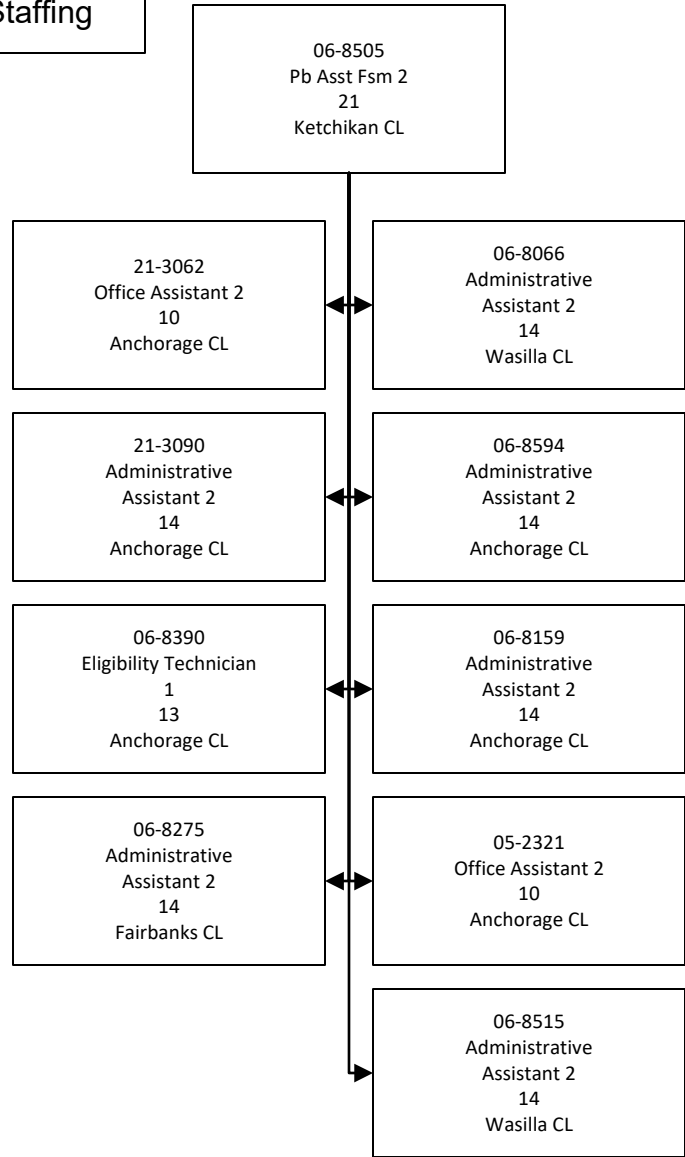 Staffing
06-8505
Pb Asst Fsm 2
21
Ketchikan CL
21-3062
Office Assistant 2
10
Anchorage CL
06-8066
Administrative
Assistant 2
14
Wasilla CL
21-3090
Administrative
Assistant 2
14
Anchorage CL
06-8594
Administrative
Assistant 2
14
Anchorage CL
06-8390
Eligibility Technician
1
13
Anchorage CL
06-8159
Administrative
Assistant 2
14
Anchorage CL
06-8275
Administrative
Assistant 2
14
Fairbanks CL
05-2321
Office Assistant 2
10
Anchorage CL
06-8515
Administrative
Assistant 2
14
Wasilla CL